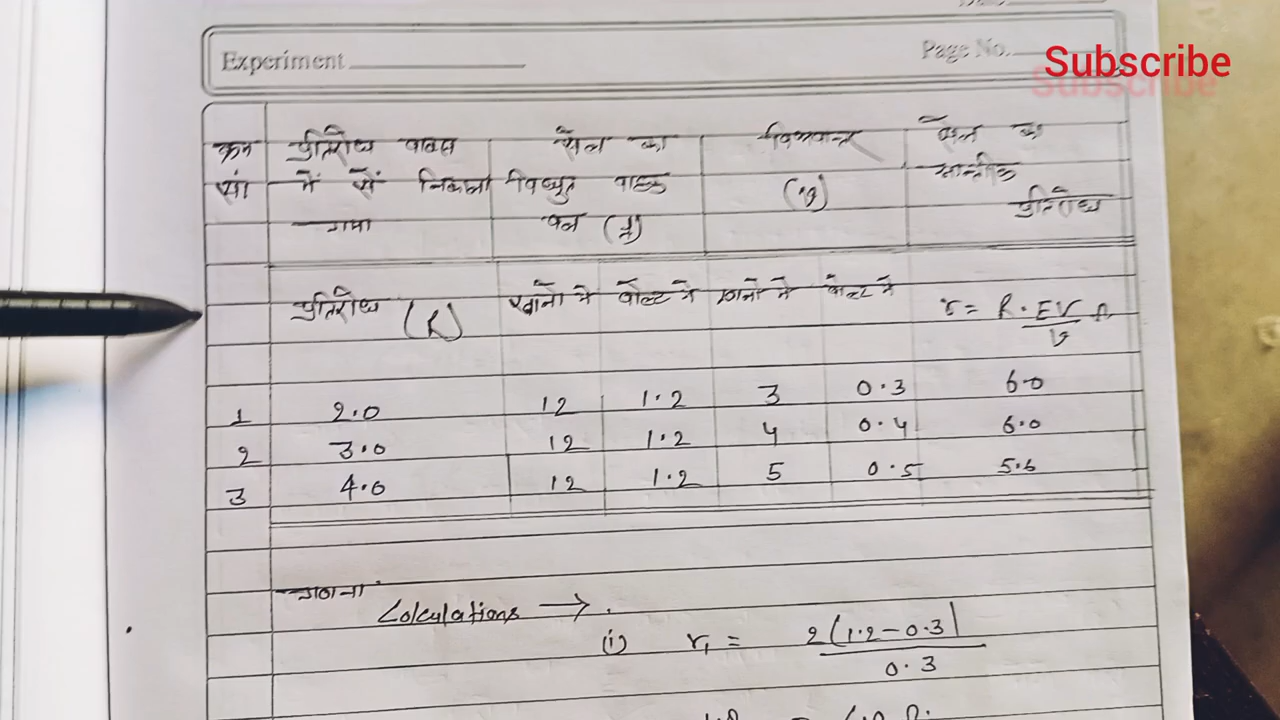 Experiment
Page No.
Subscribe
क्रम प्रतिरोध बाक्स सेल का विभवान्तर सेल का
सं० में से निकाला विद्युत वाहक (V) आन्तरिक
गया बल (E) प्रतिरोध
प्रतिरोध (R) खानों में वोल्ट में खानों में वोल्ट में r = R · EV Ω
V
1 2.0 12 1.2 3 0.3 6.0
2 3.0 12 1.2 4 0.4 6.0
3 4.0 12 1.2 5 0.5 5.6
गणना
Calculations →
(i) r₁ = 2(1.2-0.3)
0.3